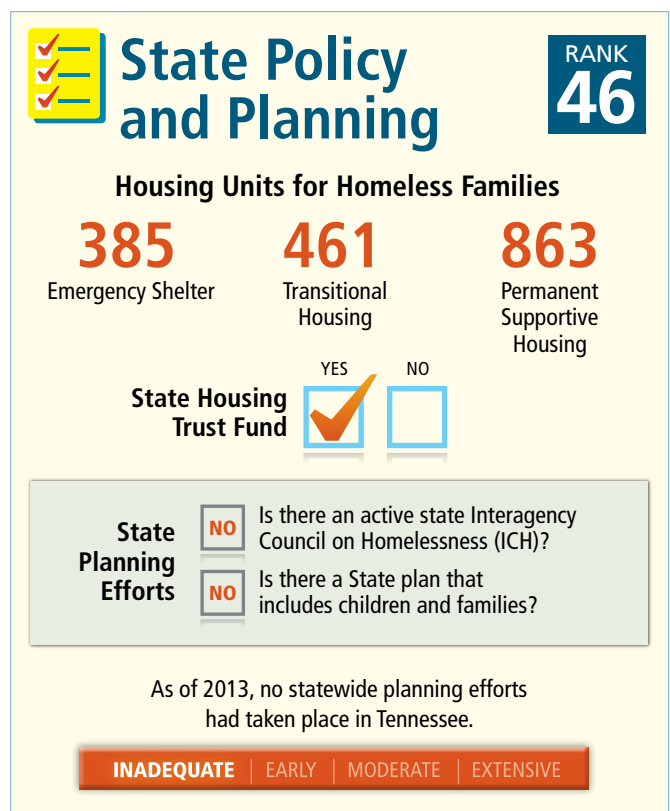 State Policy
and Planning
RANK
46
Housing Units for Homeless Families
385
Emergency Shelter
461
Transitional
Housing
863
Permanent
Supportive
Housing
State Housing
Trust Fund
YES
NO
State
Planning
Efforts
NO
Is there an active state Interagency
Council on Homelessness (ICH)?
NO
Is there a State plan that
includes children and families?
As of 2013, no statewide planning efforts
had taken place in Tennessee.
INADEQUATE | EARLY | MODERATE | EXTENSIVE